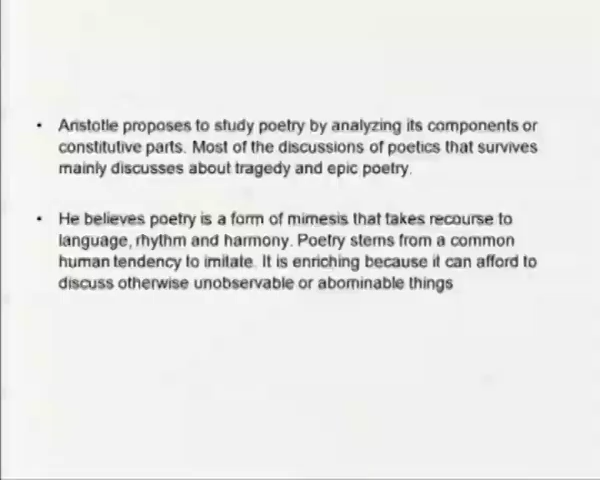 • Aristotle proposes to study poetry by analyzing its components or
constitutive parts. Most of the discussions of poetics that survives
mainly discusses about tragedy and epic poetry.
• He believes poetry is a form of mimesis that takes recourse to
language, rhythm and harmony. Poetry stems from a common
human tendency to imitate. It is enriching because it can afford to
discuss otherwise unobservable or abominable things